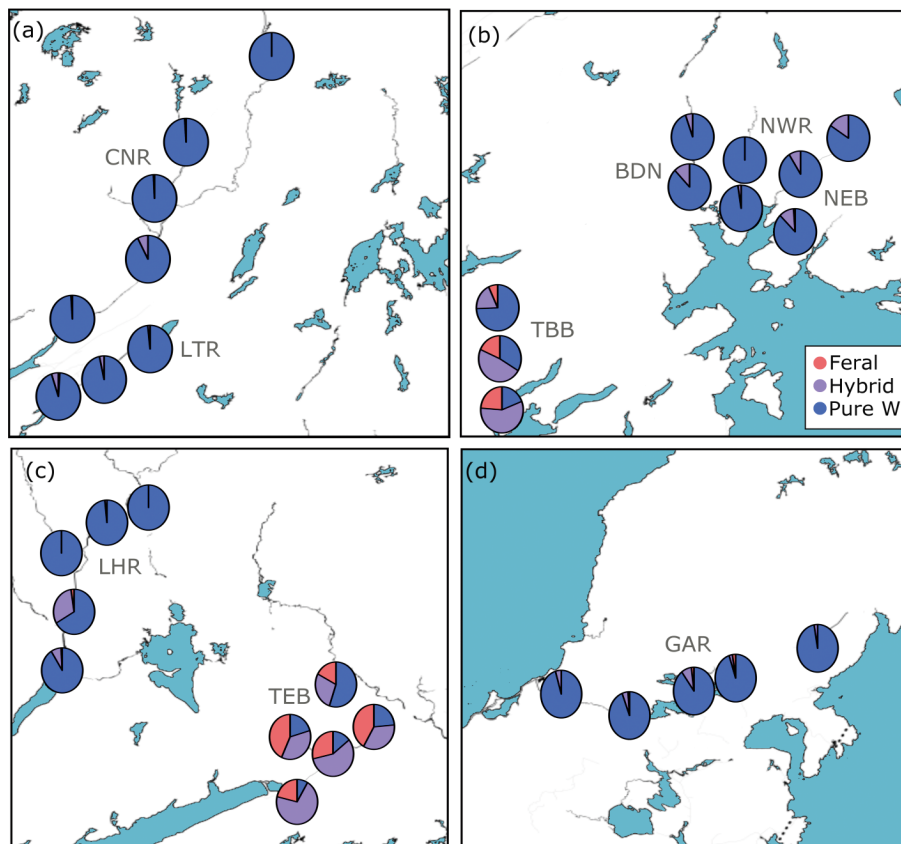 (a)
CNR
LTR
(b)
NWR
BDN
NEB
TBB
Feral
Hybrid
Pure W
(c)
LHR
TEB
(d)
GAR